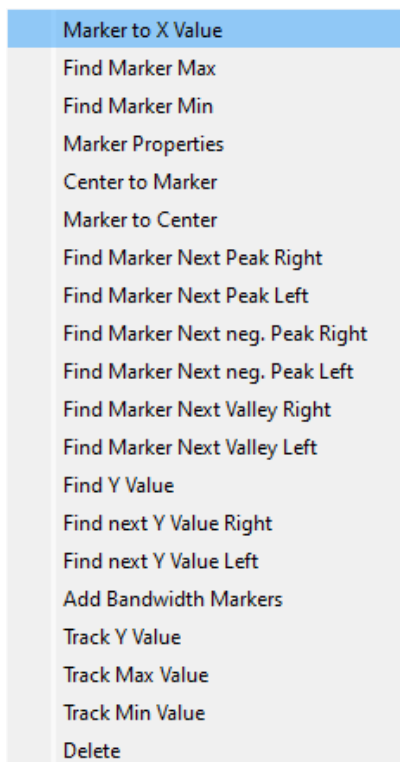 Marker to X Value
Find Marker Max
Find Marker Min
Marker Properties
Center to Marker
Marker to Center
Find Marker Next Peak Right
Find Marker Next Peak Left
Find Marker Next neg. Peak Right
Find Marker Next neg. Peak Left
Find Marker Next Valley Right
Find Marker Next Valley Left
Find Y Value
Find next Y Value Right
Find next Y Value Left
Add Bandwidth Markers
Track Y Value
Track Max Value
Track Min Value
Delete